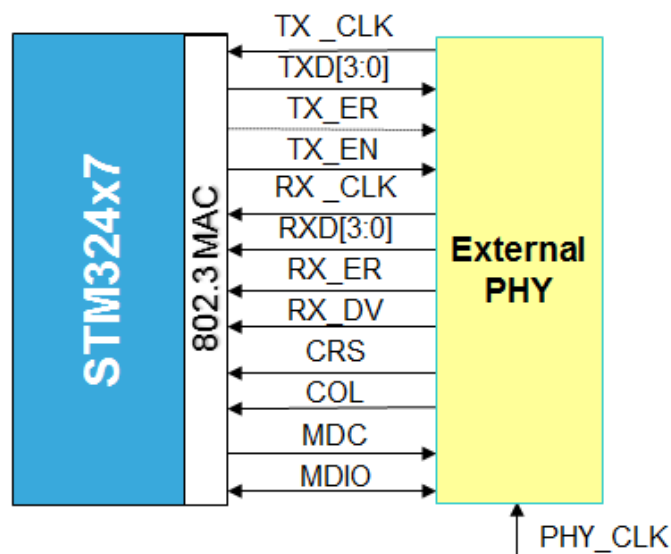 STM324x7
802.3 MAC
TX _CLK
TXD[3:0]
TX_ER
TX_EN
RX _CLK
RXD[3:0]
RX_ER
RX_DV
CRS
COL
MDC
MDIO
External
PHY
PHY_CLK